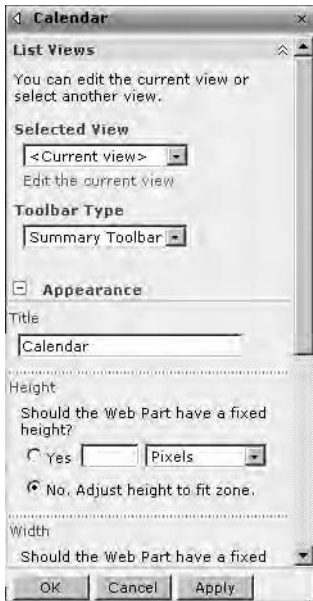 Calendar
List Views
You can edit the current view or
select another view.
Selected View
<Current view>
Edit the current view
Toolbar Type
Summary Toolbar
Appearance
Title
Calendar
Height
Should the Web Part have a fixed
height?
Yes Pixels
No. Adjust height to fit zone.
Width
Should the Web Part have a fixed
OK Cancel Apply